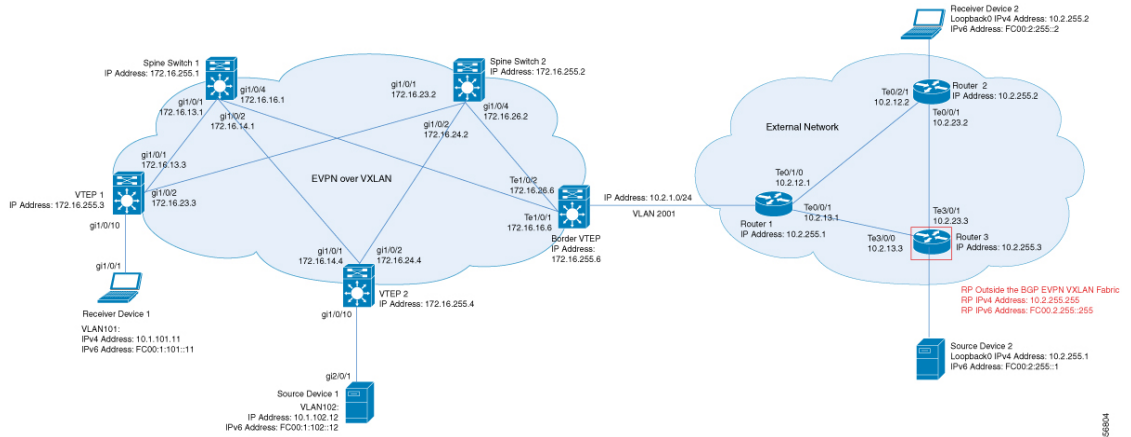 Receiver Device 2
Loopback0 IPv4 Address: 10.2.255.2
IPv6 Address: FC00:2:255::2
Spine Switch 1
IP Address: 172.16.255.1
Spine Switch 2
IP Address: 172.16.255.2
gi1/0/4
172.16.16.1
gi1/0/1
172.16.13.1
gi1/0/2
172.16.14.1
gi1/0/1
172.16.23.2
gi1/0/4
172.16.26.2
gi1/0/2
172.16.24.2
Te0/2/1
10.2.12.2
Router 2
IP Address: 10.2.255.2
Te0/0/1
10.2.23.2
External Network
gi1/0/1
172.16.13.3
EVPN over VXLAN
Te0/1/0
10.2.12.1
VTEP 1
IP Address: 172.16.255.3
gi1/0/2
172.16.23.3
Te1/0/2
172.16.26.6
IP Address: 10.2.1.0/24
VLAN 2001
Te0/0/1
10.2.13.1
Te3/0/1
10.2.23.3
gi1/0/10
Te1/0/1
172.16.16.6
Border VTEP
IP Address:
172.16.255.6
Router 1
IP Address: 10.2.255.1
Te3/0/0
10.2.13.3
Router 3
IP Address: 10.2.255.3
gi1/0/1
172.16.14.4
gi1/0/2
172.16.24.4
gi1/0/1
VTEP 2
IP Address: 172.16.255.4
gi1/0/10
RP Outside the BGP EVPN VXLAN Fabric
RP IPv4 Address: 10.2.255.255
RP IPv6 Address: FC00.2.255::255
Receiver Device 1
VLAN101:
IPv4 Address: 10.1.101.11
IPv6 Address: FC00:1:101::11
Source Device 2
Loopback0 IPv4 Address: 10.2.255.1
IPv6 Address: FC00:2:255::1
gi2/0/1
Source Device 1
VLAN102:
IP Address: 10.1.102.12
IPv6 Address: FC00:1:102::12
56804